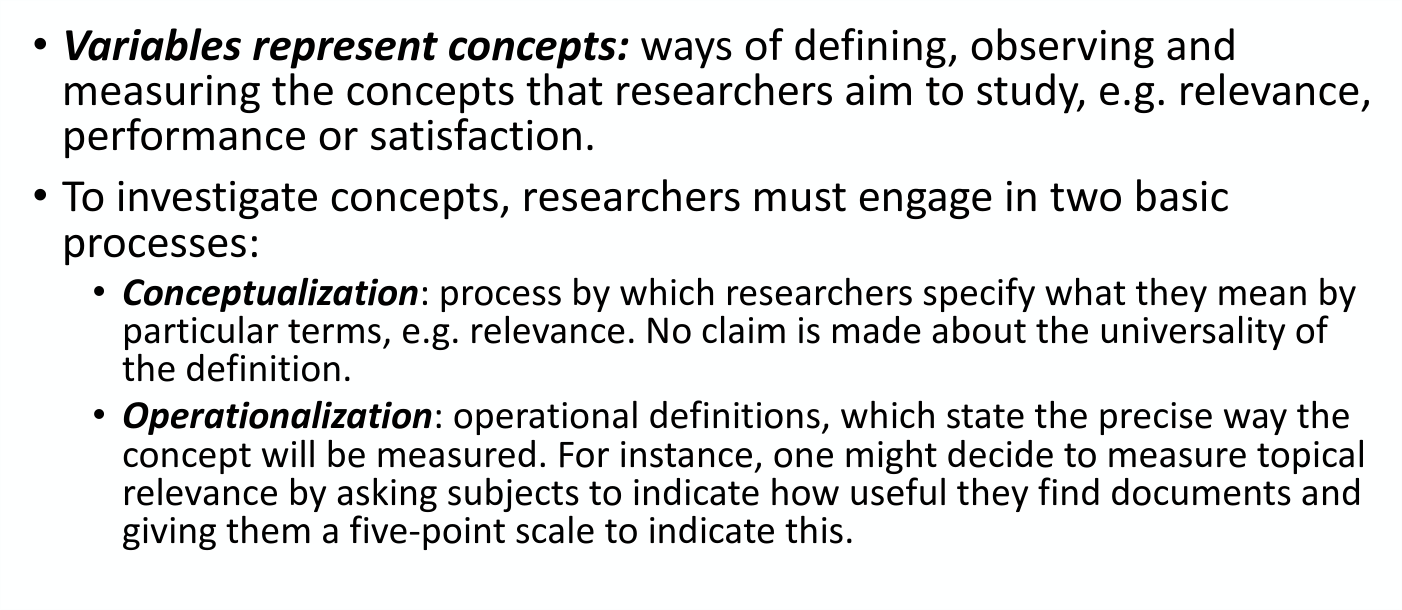 • Variables represent concepts: ways of defining, observing and
measuring the concepts that researchers aim to study, e.g. relevance,
performance or satisfaction.
• To investigate concepts, researchers must engage in two basic
processes:
• Conceptualization: process by which researchers specify what they mean by
particular terms, e.g. relevance. No claim is made about the universality of
the definition.
• Operationalization: operational definitions, which state the precise way the
concept will be measured. For instance, one might decide to measure topical
relevance by asking subjects to indicate how useful they find documents and
giving them a five-point scale to indicate this.